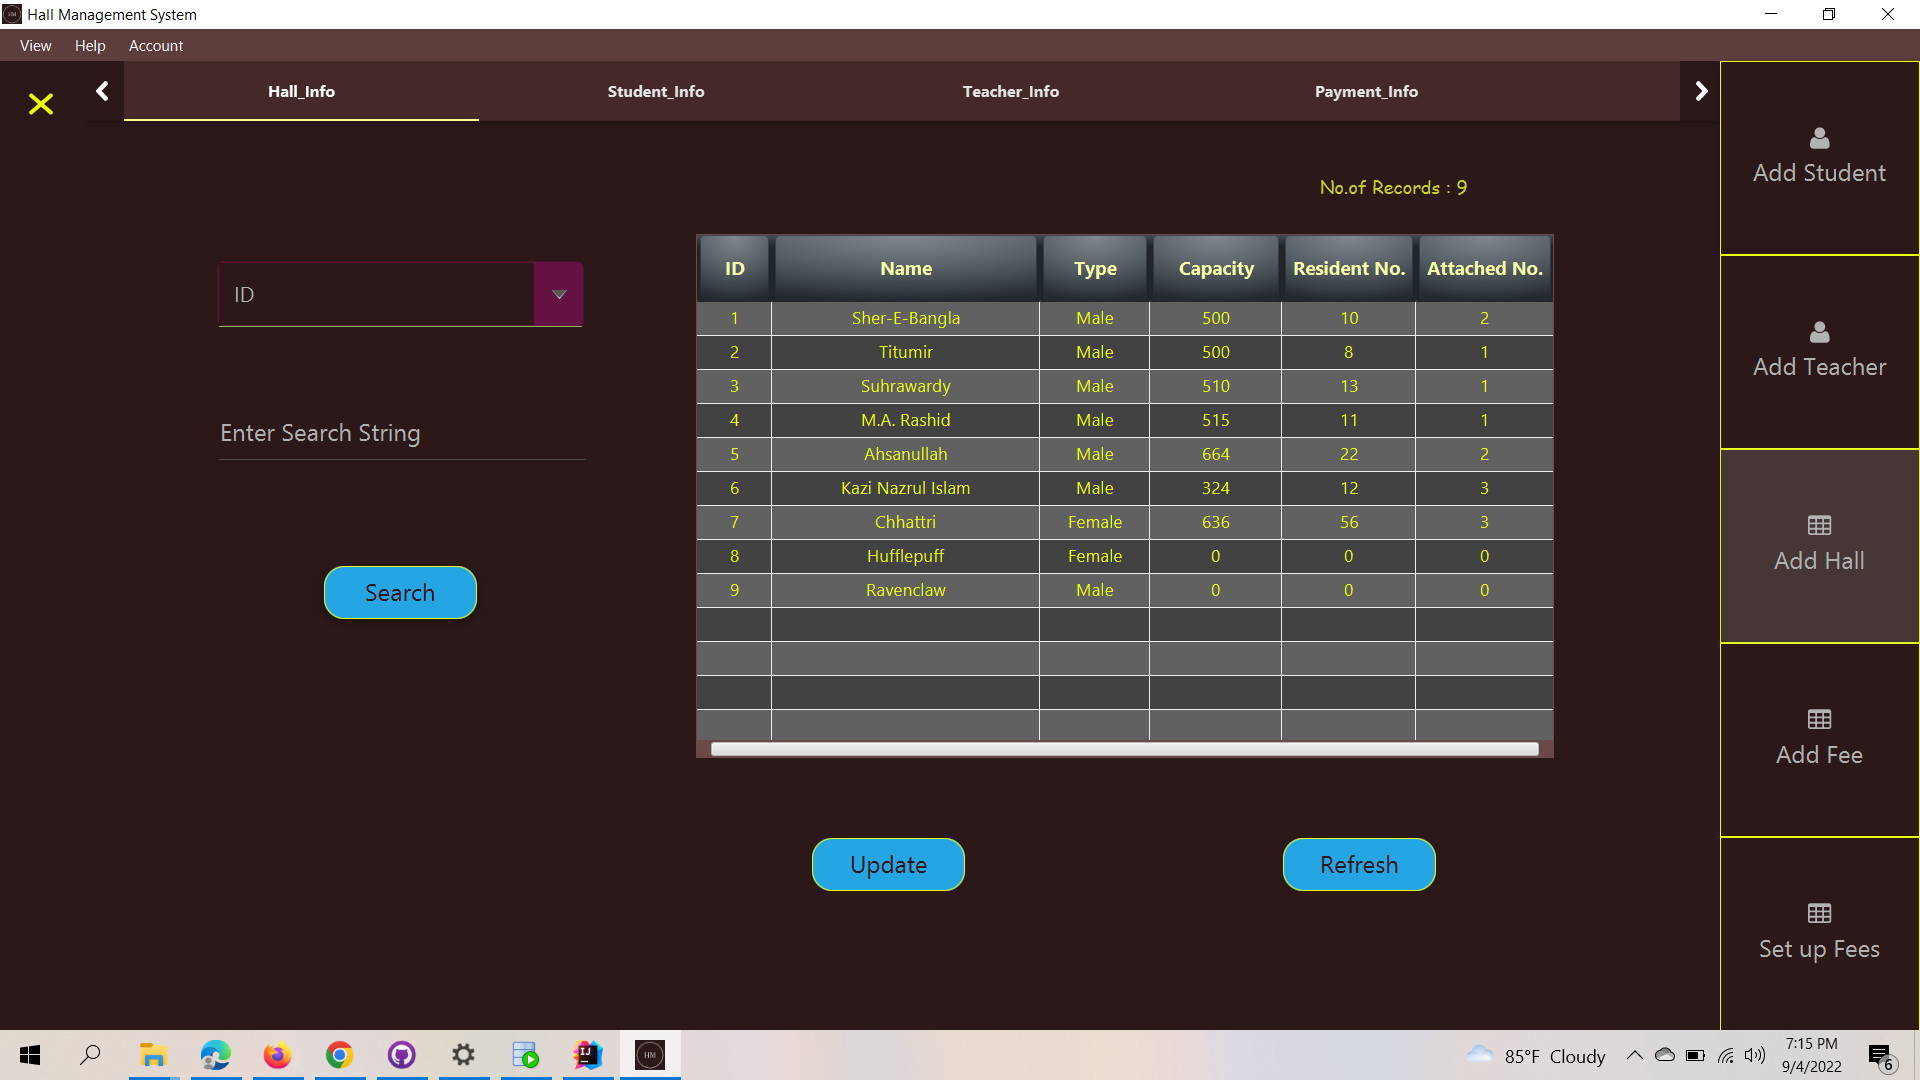 Hall Management System
View Help Account
Hall_Info Student_Info Teacher_Info Payment_Info
No.of Records : 9
ID
Enter Search String
Search
ID Name Type Capacity Resident No. Attached No.
1 Sher-E-Bangla Male 500 10 2
2 Titumir Male 500 8 1
3 Suhrawardy Male 510 13 1
4 M.A. Rashid Male 515 11 1
5 Ahsanullah Male 664 22 2
6 Kazi Nazrul Islam Male 324 12 3
7 Chhattri Female 636 56 3
8 Hufflepuff Female 0 0 0
9 Ravenclaw Male 0 0 0
Update Refresh
Add Student
Add Teacher
Add Hall
Add Fee
Set up Fees
IJ
HM
85°F Cloudy
7:15 PM
9/4/2022
6